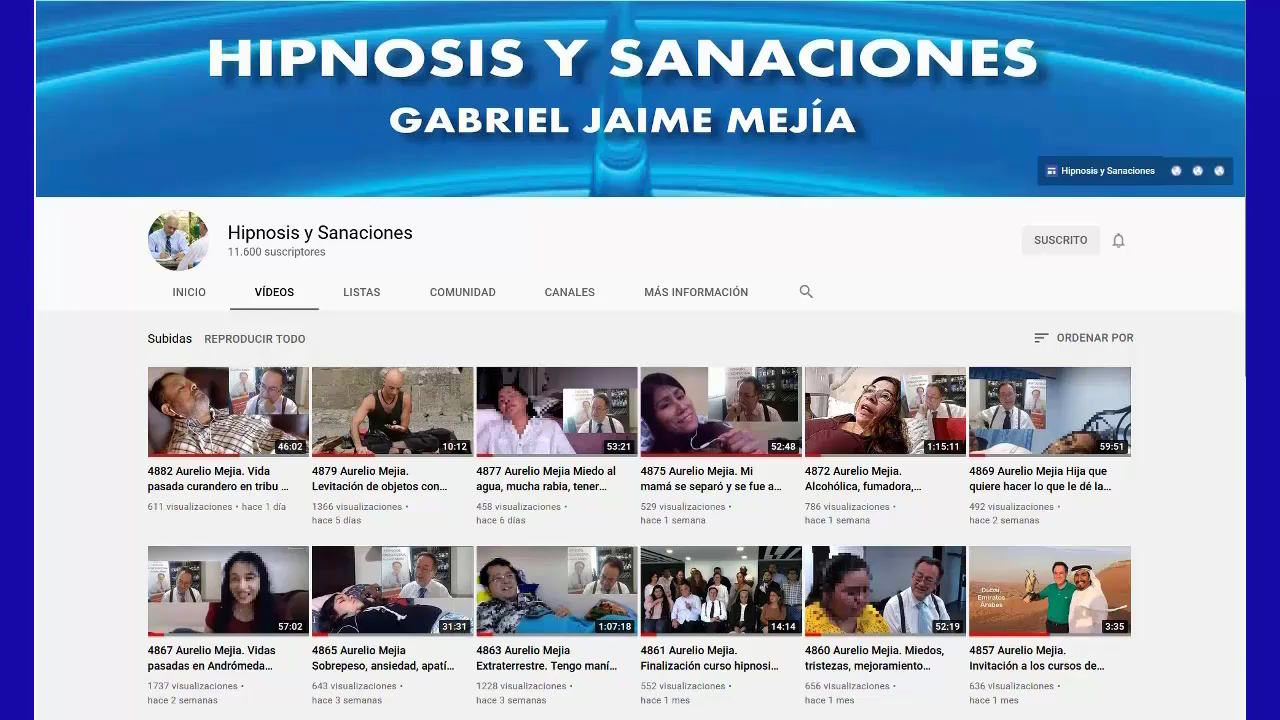 HIPNOSIS Y SANACIONES
GABRIEL JAIME MEJÍA
Hipnosis y Sanaciones
Hipnosis y Sanaciones
11.600 suscriptores
SUSCRITO
INICIO VÍDEOS LISTAS COMUNIDAD CANALES MÁS INFORMACIÓN
Subidas REPRODUCIR TODO ORDENAR POR
46:02
4882 Aurelio Mejia. Vida
pasada curandero en tribu ...
611 visualizaciones • hace 1 día
10:12
4879 Aurelio Mejia.
Levitación de objetos con...
1366 visualizaciones •
hace 5 días
53:21
4877 Aurelio Mejia Miedo al
agua, mucha rabia, tener...
458 visualizaciones •
hace 6 días
52:48
4875 Aurelio Mejia. Mi
mamá se separó y se fue a...
529 visualizaciones •
hace 1 semana
1:15:11
4872 Aurelio Mejia.
Alcohólica, fumadora,...
786 visualizaciones •
hace 1 semana
59:51
4869 Aurelio Mejia Hija que
quiere hacer lo que le dé la...
492 visualizaciones •
hace 2 semanas
57:02
4867 Aurelio Mejia. Vidas
pasadas en Andrómeda...
1737 visualizaciones •
hace 2 semanas
31:31
4865 Aurelio Mejia
Sobrepeso, ansiedad, apatí...
643 visualizaciones •
hace 3 semanas
1:07:18
4863 Aurelio Mejia
Extraterrestre. Tengo maní...
1228 visualizaciones •
hace 3 semanas
14:14
4861 Aurelio Mejia.
Finalización curso hipnosi...
552 visualizaciones •
hace 1 mes
52:19
4860 Aurelio Mejia. Miedos,
tristezas, mejoramiento...
656 visualizaciones •
hace 1 mes
Dubai,
Emiratos
Árabes
3:35
4857 Aurelio Mejia.
Invitación a los cursos de...
636 visualizaciones •
hace 1 mes